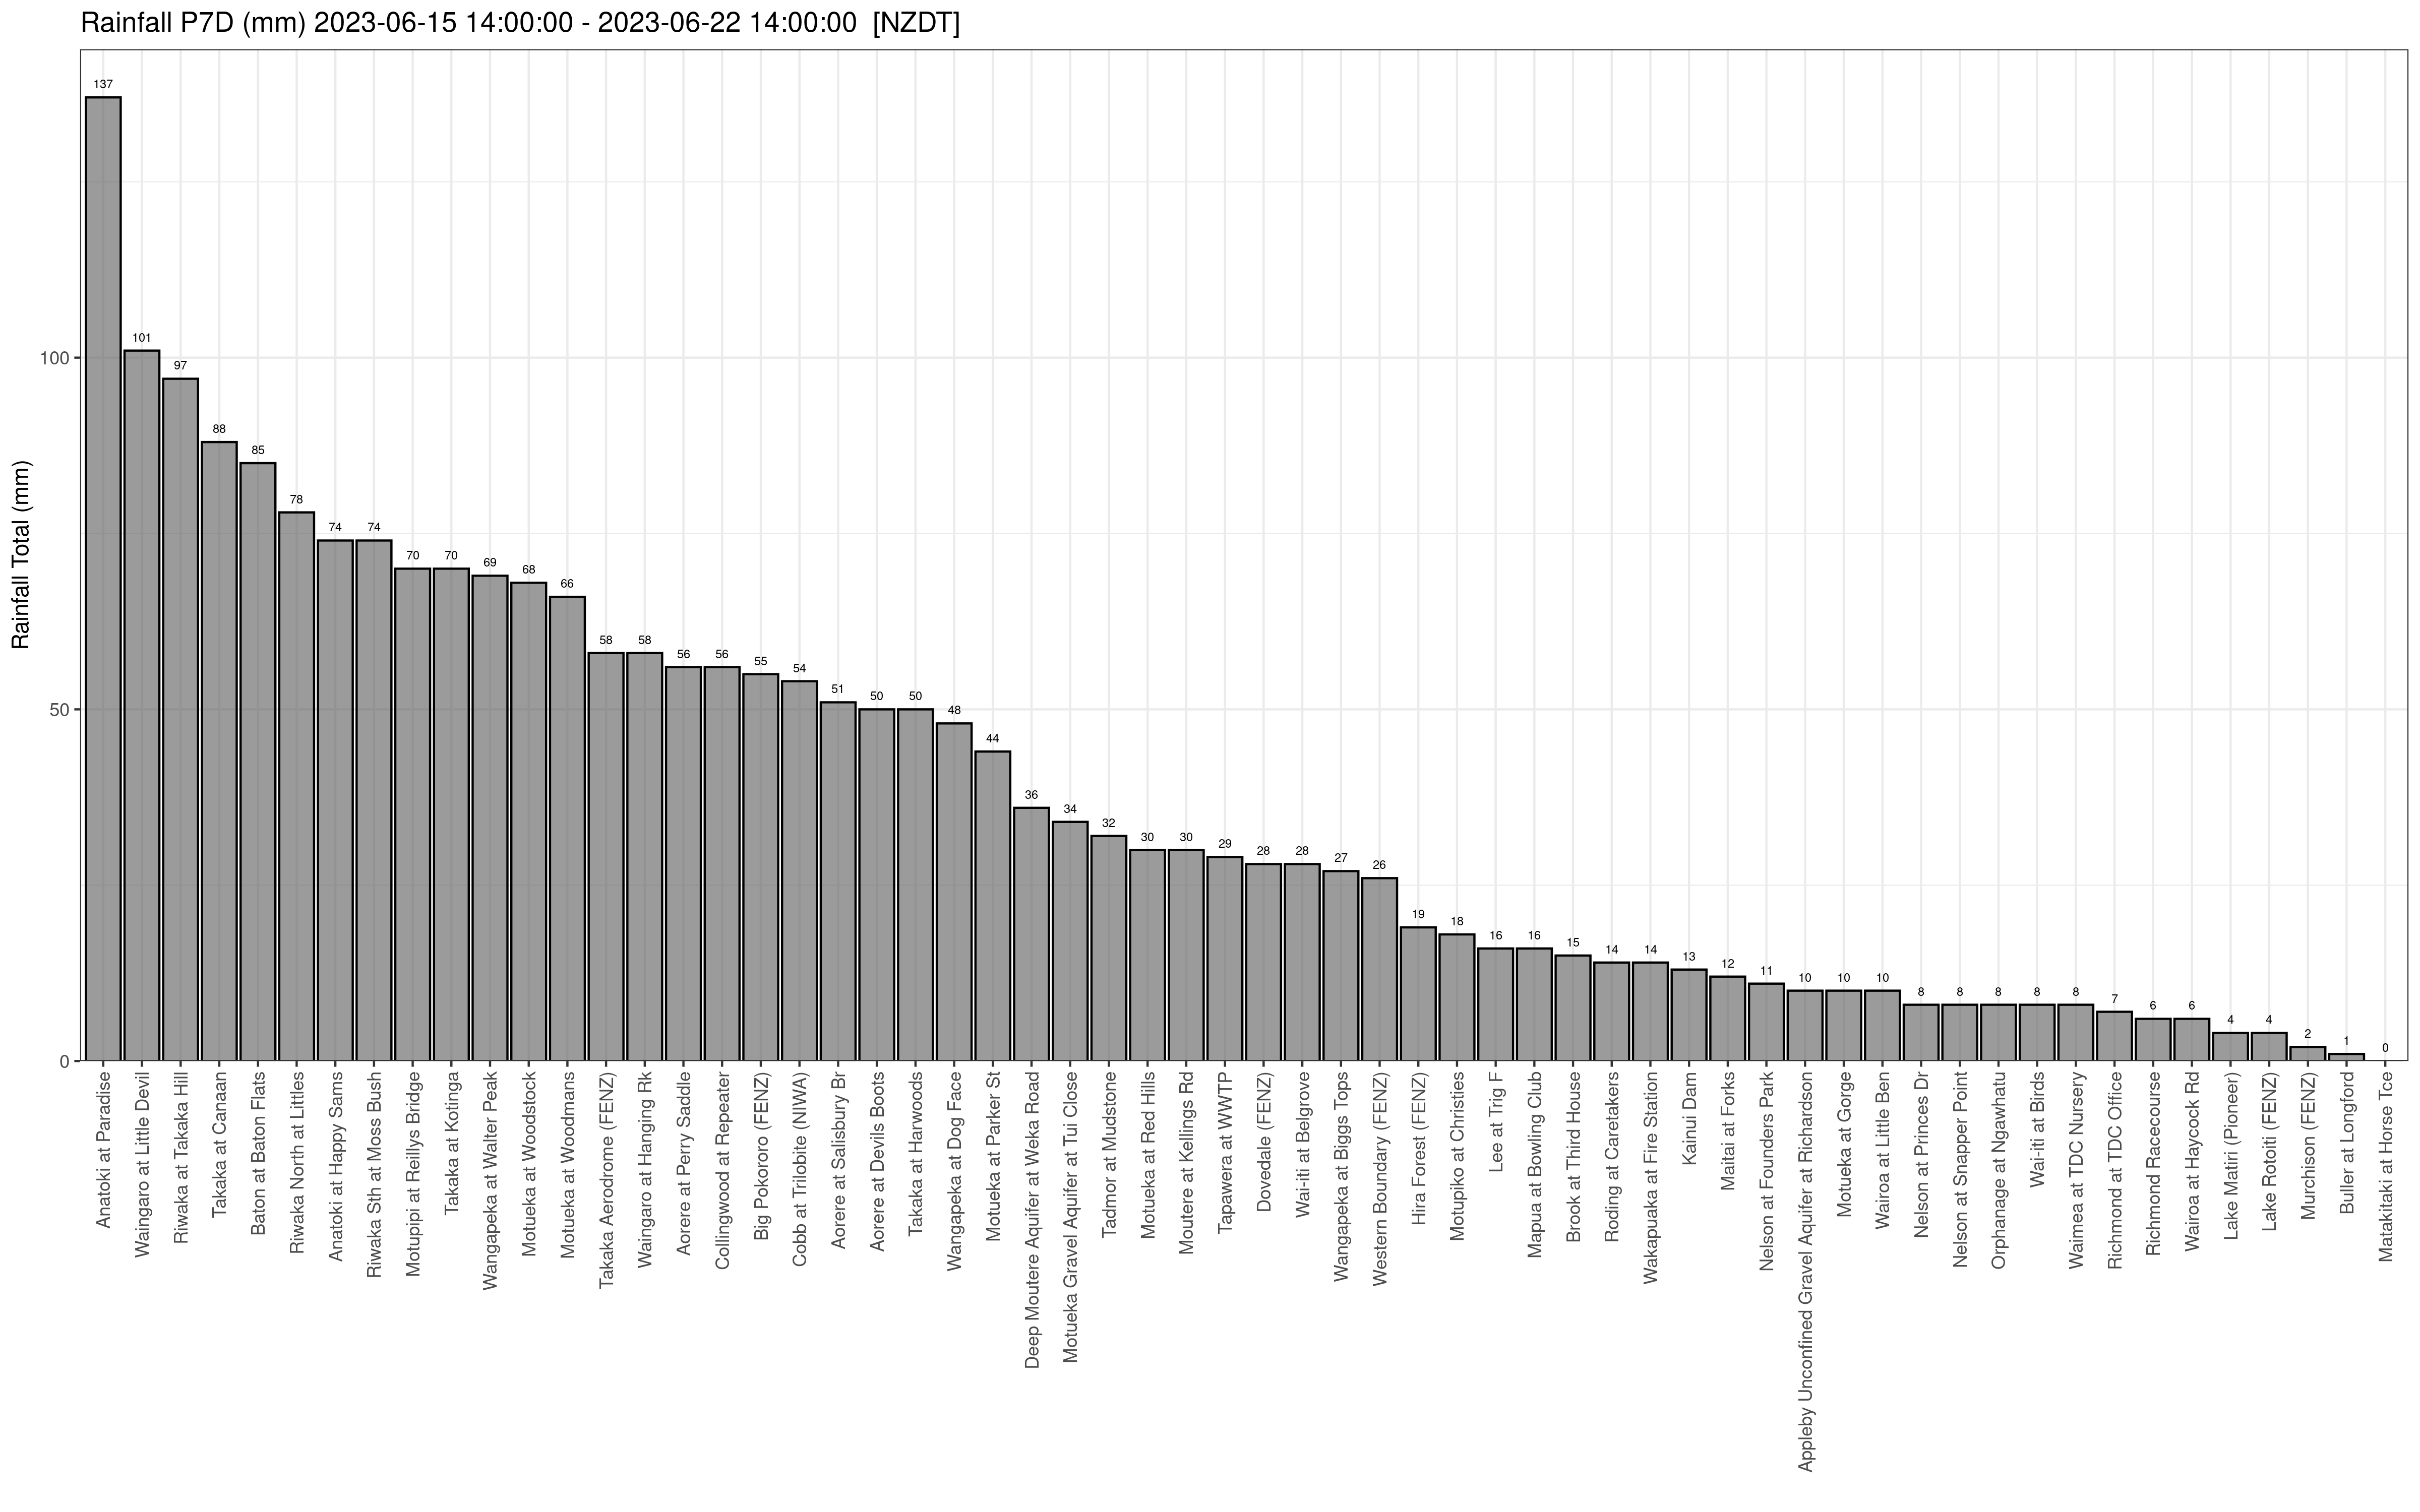 Rainfall P7D (mm) 2023-06-15 14:00:00 - 2023-06-22 14:00:00  [NZDT]
Rainfall Total (mm)
100
50
0
137
101
97
88
85
78
74
74
70
70
69
68
66
58
58
56
56
55
54
51
50
50
48
44
36
34
32
30
30
29
28
28
27
26
19
18
16
16
15
14
14
13
12
11
10
10
10
8
8
8
8
8
7
6
6
4
4
2
1
0
Anatoki at Paradise
Waingaro at Little Devil
Riwaka at Takaka Hill
Takaka at Canaan
Baton at Baton Flats
Riwaka North at Littles
Anatoki at Happy Sams
Riwaka Sth at Moss Bush
Motupipi at Reillys Bridge
Takaka at Kotinga
Wangapeka at Walter Peak
Motueka at Woodstock
Motueka at Woodmans
Takaka Aerodrome (FENZ)
Waingaro at Hanging Rk
Aorere at Perry Saddle
Collingwood at Repeater
Big Pokororo (FENZ)
Cobb at Trilobite (NIWA)
Aorere at Salisbury Br
Aorere at Devils Boots
Takaka at Harwoods
Wangapeka at Dog Face
Motueka at Parker St
Deep Moutere Aquifer at Weka Road
Motueka Gravel Aquifer at Tui Close
Tadmor at Mudstone
Motueka at Red Hills
Moutere at Kellings Rd
Tapawera at WWTP
Dovedale (FENZ)
Wai-iti at Belgrove
Wangapeka at Biggs Tops
Western Boundary (FENZ)
Hira Forest (FENZ)
Motupiko at Christies
Lee at Trig F
Mapua at Bowling Club
Brook at Third House
Roding at Caretakers
Wakapuaka at Fire Station
Kainui Dam
Maitai at Forks
Nelson at Founders Park
Appleby Unconfined Gravel Aquifer at Richardson
Motueka at Gorge
Wairoa at Little Ben
Nelson at Princes Dr
Nelson at Snapper Point
Orphanage at Ngawhatu
Wai-iti at Birds
Waimea at TDC Nursery
Richmond at TDC Office
Richmond Racecourse
Wairoa at Haycock Rd
Lake Matiri (Pioneer)
Lake Rotoiti (FENZ)
Murchison (FENZ)
Buller at Longford
Matakitaki at Horse Tce